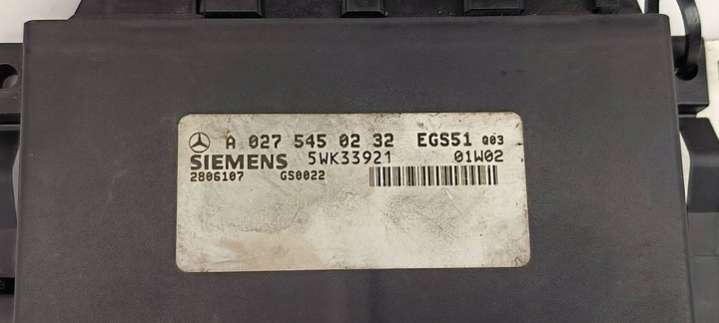 A 027 545 02 32 EGS51 Q03
SIEMENS 5WK33921 01W02
2806107 GS0022